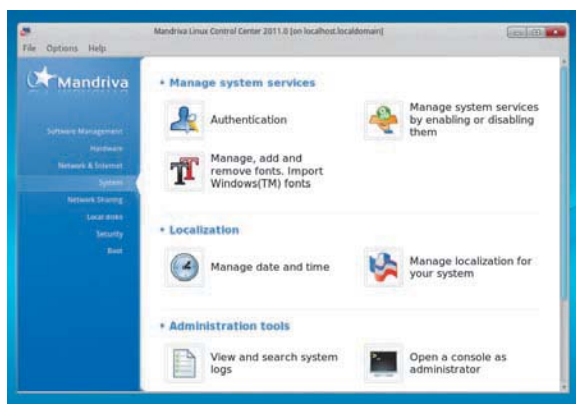 Mandriva Linux Control Center 2011.0 [on localhost.localdomain]
File Options Help
Mandriva
Software Management
Hardware
Network & Internet
System
Network Sharing
Local disks
Security
Boot
Manage system services
Authentication
Manage system services
by enabling or disabling
them
Manage, add and
remove fonts. Import
Windows(TM) fonts
Localization
Manage date and time
Manage localization for
your system
Administration tools
View and search system
logs
Open a console as
administrator